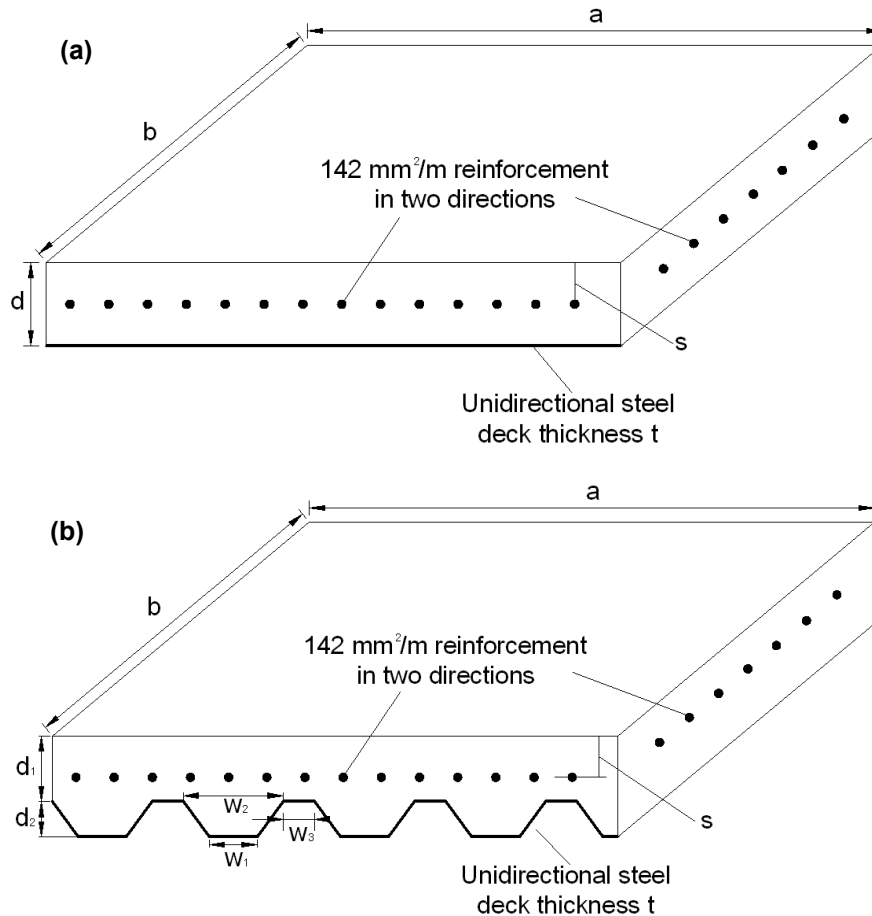 (a)
a
b
142 mm²/m reinforcement
in two directions
d
s
Unidirectional steel
deck thickness t
(b)
a
b
142 mm²/m reinforcement
in two directions
d₁
d₂
W₂
W₃
W₁
s
Unidirectional steel
deck thickness t